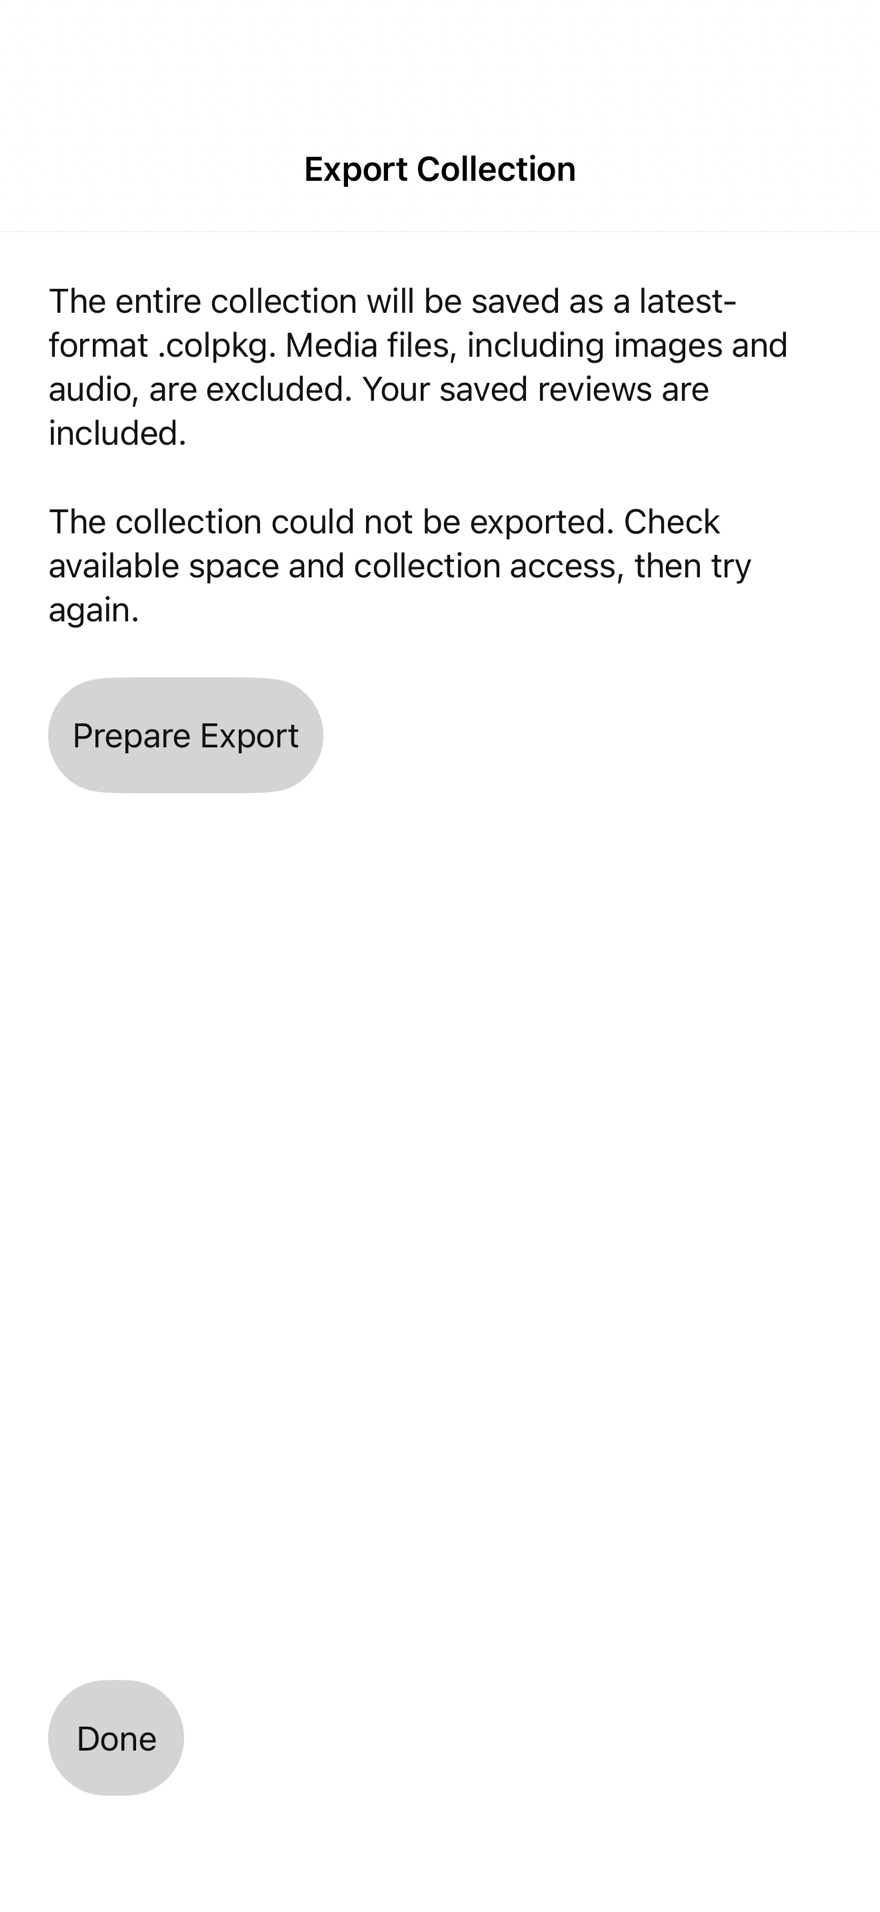 Export Collection
The entire collection will be saved as a latest-
format .colpkg. Media files, including images and
audio, are excluded. Your saved reviews are
included.
The collection could not be exported. Check
available space and collection access, then try
again.
Prepare Export
Done